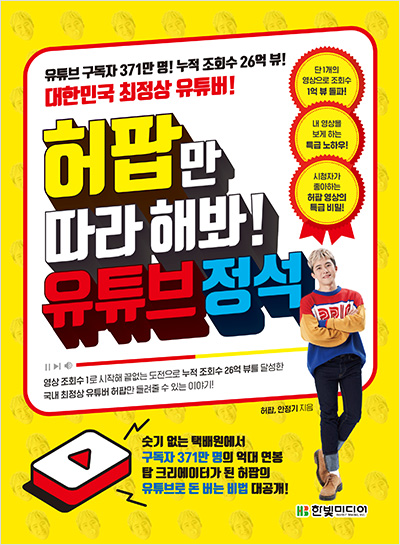 유튜브 구독자 371만 명! 누적 조회수 26억 뷰!
대한민국 최정상 유튜버!
단 1개의
영상으로 조회수
1억 뷰 돌파!
내 영상을
보게 하는
특급 노하우!
시청자가
좋아하는
허팝 영상의
특급 비밀!
허팝만
따라 해봐!
유튜브 정석
영상 조회수 1로 시작해 끝없는 도전으로 누적 조회수 26억 뷰를 달성한
국내 최정상 유튜버 허팝만 들려줄 수 있는 이야기!
허팝, 안정기 지음
숫기 없는 택배원에서
구독자 371만 명의 억대 연봉
탑 크리에이터가 된 허팝의
유튜브로 돈 버는 비법 대공개!
HB 한빛미디어